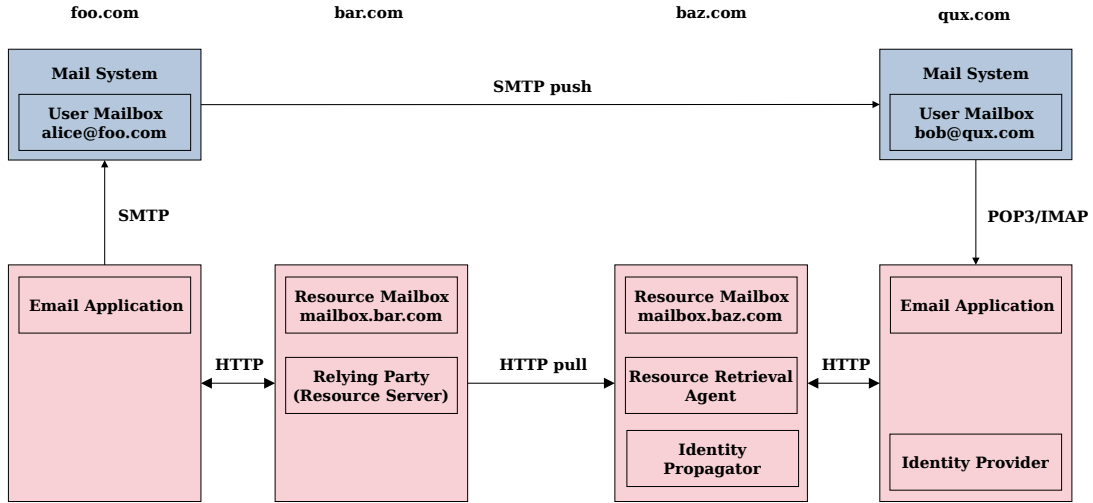 foo.com
bar.com
baz.com
qux.com
Mail System
User Mailbox
alice@foo.com
SMTP push
Mail System
User Mailbox
bob@qux.com
SMTP
POP3/IMAP
Email Application
Resource Mailbox
mailbox.bar.com
Resource Mailbox
mailbox.baz.com
Email Application
HTTP
Relying Party
(Resource Server)
HTTP pull
Resource Retrieval
Agent
HTTP
Identity
Propagator
Identity Provider